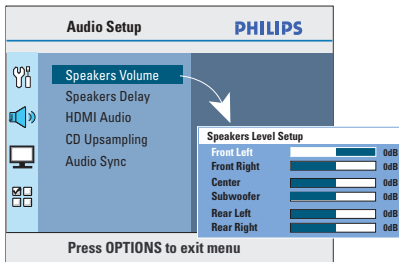 Audio Setup
PHILIPS
Speakers Volume
Speakers Delay
HDMI Audio
CD Upsampling
Audio Sync
Speakers Level Setup
Front Left 0dB
Front Right 0dB
Center 0dB
Subwoofer 0dB
Rear Left 0dB
Rear Right 0dB
Press OPTIONS to exit menu